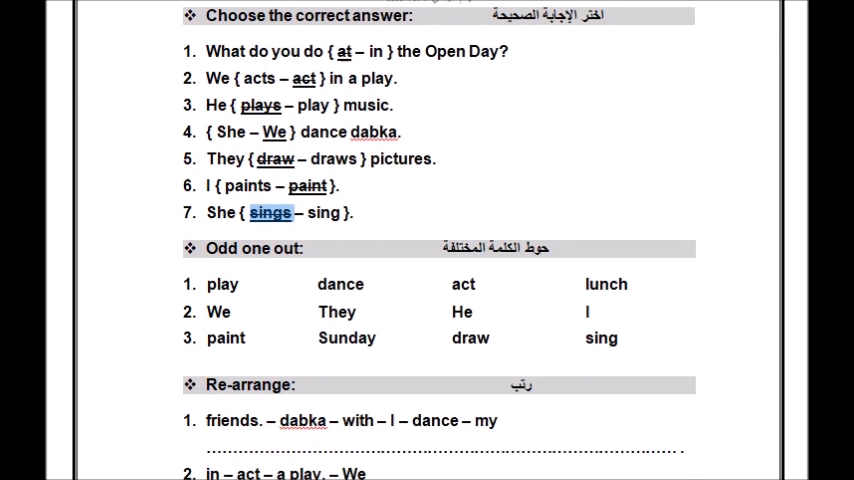 ❖ Choose the correct answer: اختر الإجابة الصحيحة
1. What do you do { at – in } the Open Day?
2. We { acts – act } in a play.
3. He { plays – play } music.
4. { She – We } dance dabka.
5. They { draw – draws } pictures.
6. I { paints – paint }.
7. She { sings – sing }.
❖ Odd one out: حوط الكلمة المختلفة
1. play dance act lunch
2. We They He I
3. paint Sunday draw sing
❖ Re-arrange: رتب
1. friends. – dabka – with – I – dance – my
........................................................................................ .
2. in – act – a play. – We